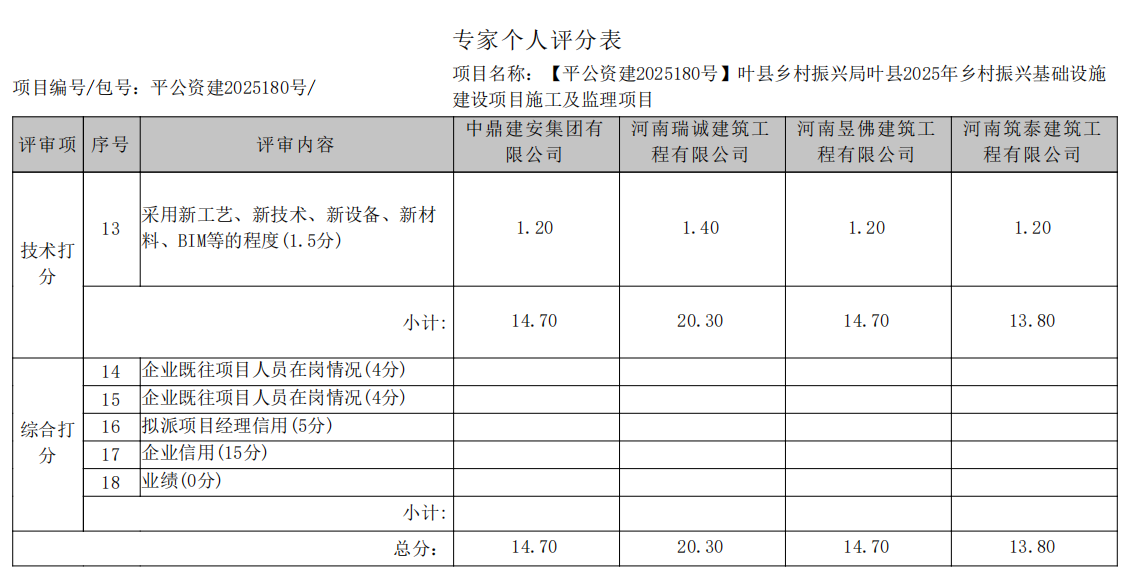 专家个人评分表
项目编号/包号：平公资建2025180号/
项目名称：【平公资建2025180号】叶县乡村振兴局叶县2025年乡村振兴基础设施
建设项目施工及监理项目
评审项 序号 评审内容 中鼎建安集团有 河南瑞诚建筑工 河南昱佛建筑工 河南筑泰建筑工
限公司 程有限公司 程有限公司 程有限公司
技术打
分
13 采用新工艺、新技术、新设备、新材
料、BIM等的程度(1.5分)
1.20 1.40 1.20 1.20
小计: 14.70 20.30 14.70 13.80
综合打
分
14 企业既往项目人员在岗情况(4分)
15 企业既往项目人员在岗情况(4分)
16 拟派项目经理信用(5分)
17 企业信用(15分)
18 业绩(0分)
小计:
总分： 14.70 20.30 14.70 13.80